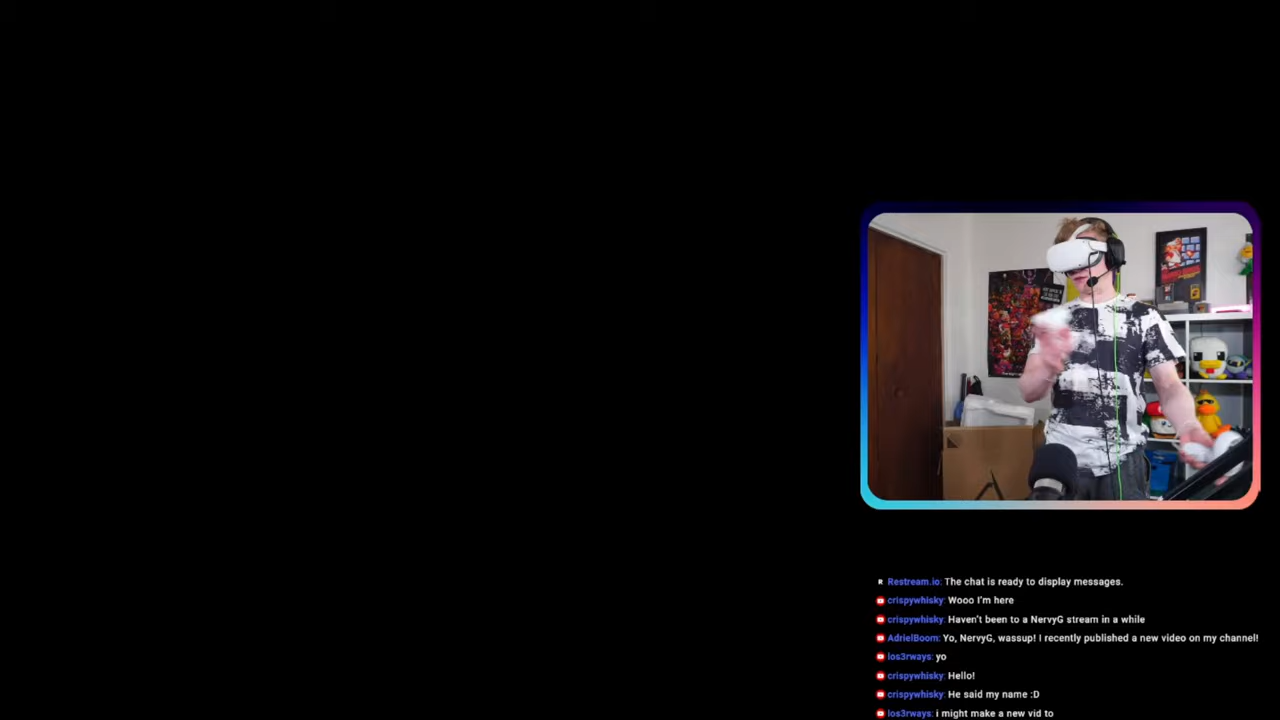 Restream.io: The chat is ready to display messages.
crispywhisky: Wooo I'm here
crispywhisky: Haven't been to a NervyG stream in a while
AdrielBoom: Yo, NervyG, wassup! I recently published a new video on my channel!
los3rways: yo
crispywhisky: Hello!
crispywhisky: He said my name :D
los3rways: i might make a new vid to